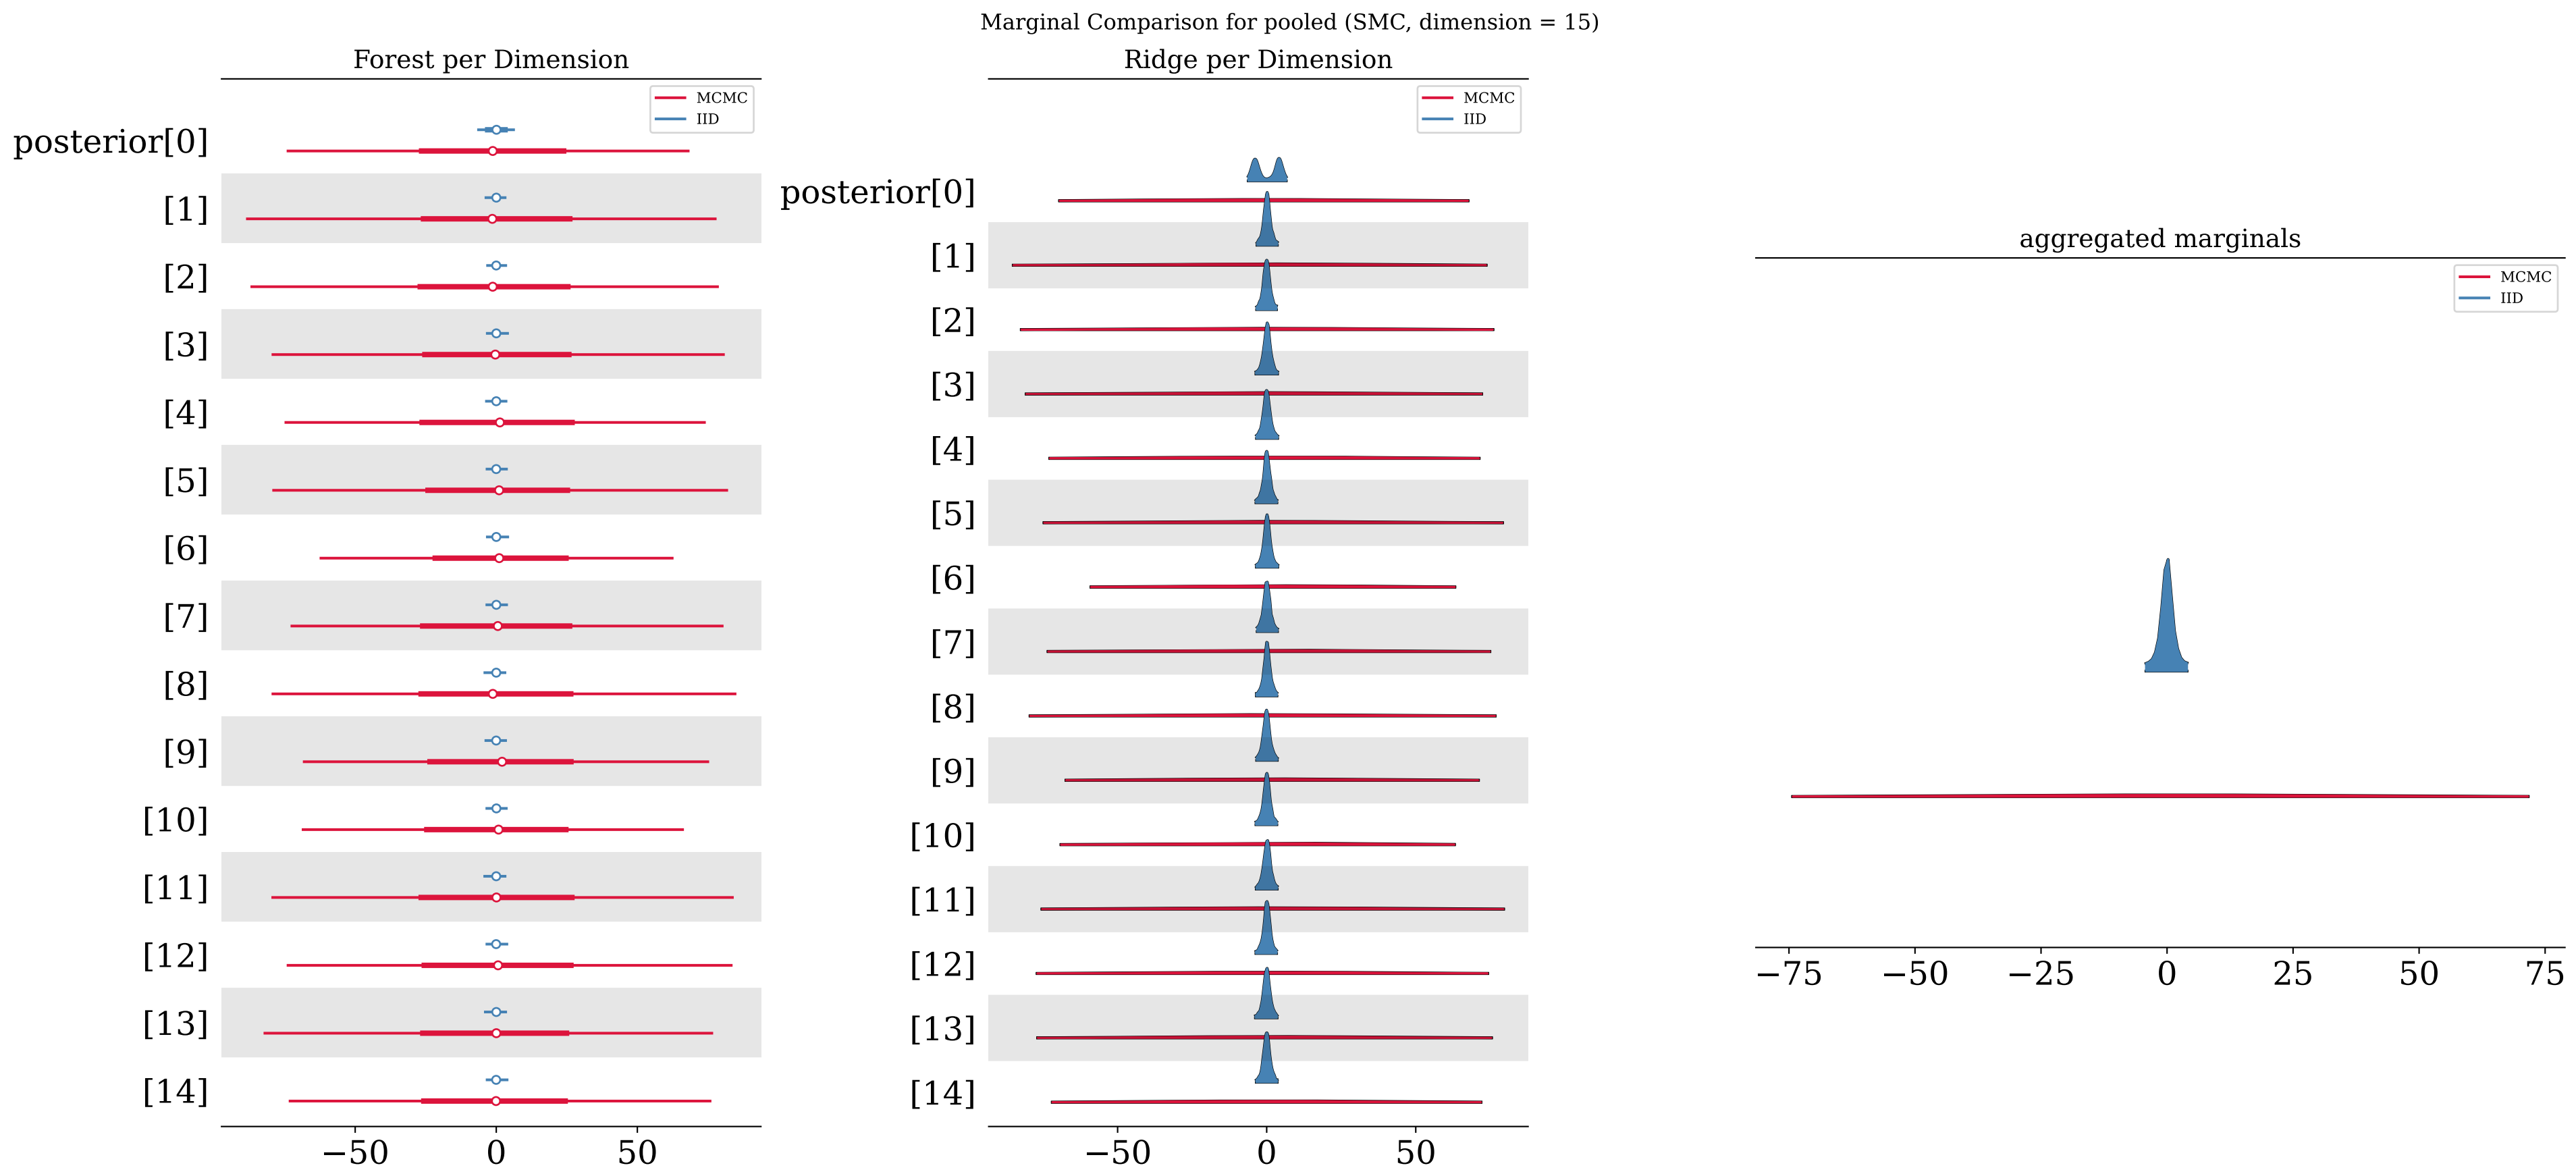 Marginal Comparison for pooled (SMC, dimension = 15)
Forest per Dimension
MCMC
IID
posterior[0]
[1]
[2]
[3]
[4]
[5]
[6]
[7]
[8]
[9]
[10]
[11]
[12]
[13]
[14]
−50 0 50
Ridge per Dimension
MCMC
IID
posterior[0]
[1]
[2]
[3]
[4]
[5]
[6]
[7]
[8]
[9]
[10]
[11]
[12]
[13]
[14]
−50 0 50
aggregated marginals
MCMC
IID
−75 −50 −25 0 25 50 75